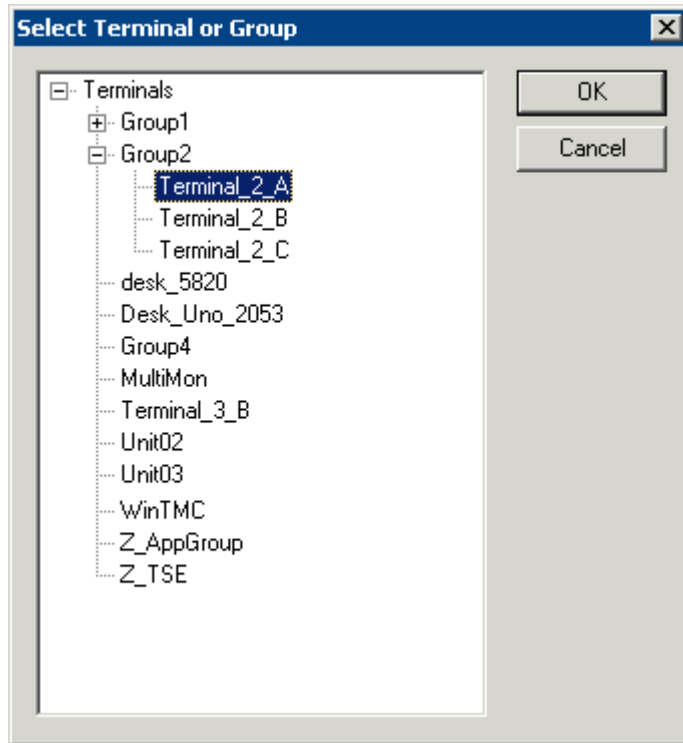 Select Terminal or Group
Terminals
Group1
Group2
Terminal_2_A
Terminal_2_B
Terminal_2_C
desk_5820
Desk_Uno_2053
Group4
MultiMon
Terminal_3_B
Unit02
Unit03
WinTMC
Z_AppGroup
Z_TSE
OK
Cancel